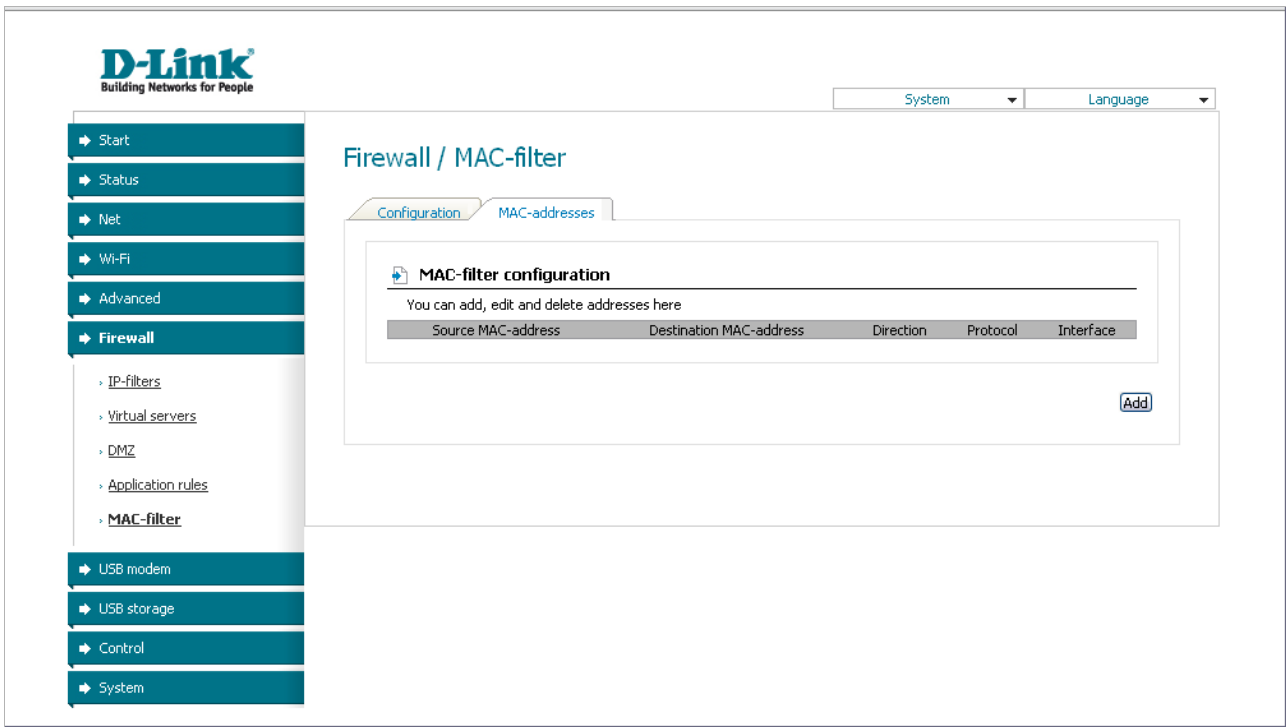 D-Link
Building Networks for People
System Language
Start
Status
Net
Wi-Fi
Advanced
Firewall
IP-filters
Virtual servers
DMZ
Application rules
MAC-filter
USB modem
USB storage
Control
System
Firewall / MAC-filter
Configuration MAC-addresses
MAC-filter configuration
You can add, edit and delete addresses here
Source MAC-address Destination MAC-address Direction Protocol Interface
Add